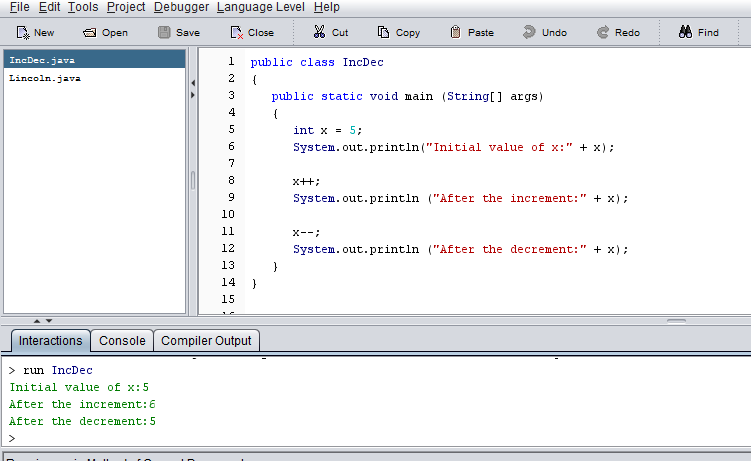 File Edit Tools Project Debugger Language Level Help
New Open Save Close Cut Copy Paste Undo Redo Find
IncDec.java
Lincoln.java
1 public class IncDec
2 {
3 public static void main (String[] args)
4 {
5 int x = 5;
6 System.out.println("Initial value of x:" + x);
7
8 x++;
9 System.out.println ("After the increment:" + x);
10
11 x--;
12 System.out.println ("After the decrement:" + x);
13 }
14 }
15
Interactions Console Compiler Output
> run IncDec
Initial value of x:5
After the increment:6
After the decrement:5
>